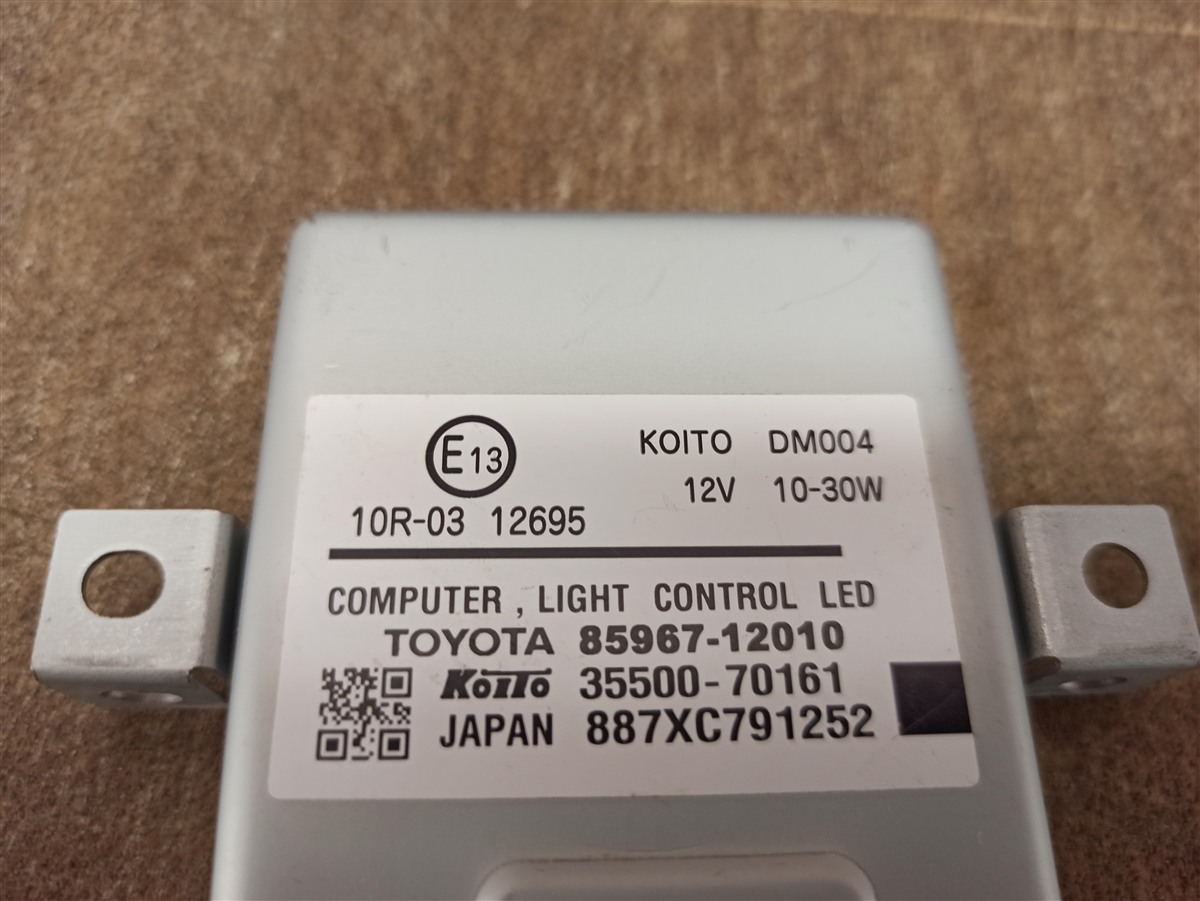 E13
KOITO DM004
12V 10-30W
10R-03 12695
COMPUTER , LIGHT CONTROL LED
TOYOTA 85967-12010
KOITO 35500-70161
JAPAN 887XC791252